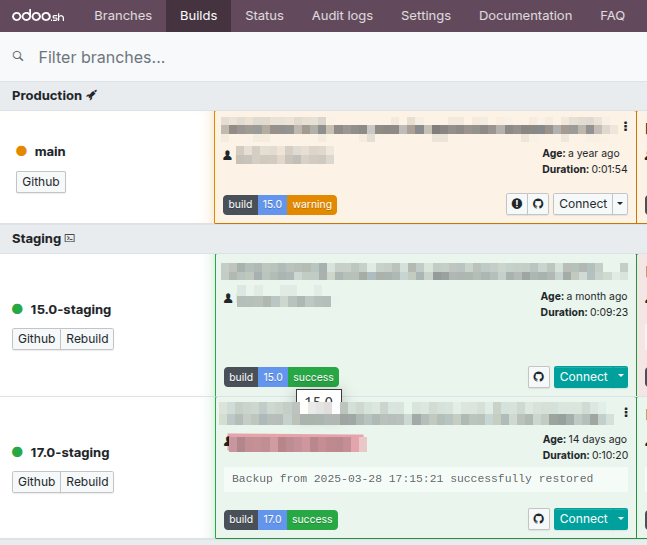 odoo.sh Branches Builds Status Audit logs Settings Documentation FAQ
Filter branches...
Production
main
Github
Age: a year ago
Duration: 0:01:54
build 15.0 warning
Connect
Staging
15.0-staging
Github Rebuild
Age: a month ago
Duration: 0:09:23
build 15.0 success
Connect
17.0-staging
Github Rebuild
Age: 14 days ago
Duration: 0:10:20
Backup from 2025-03-28 17:15:21 successfully restored
build 17.0 success
Connect